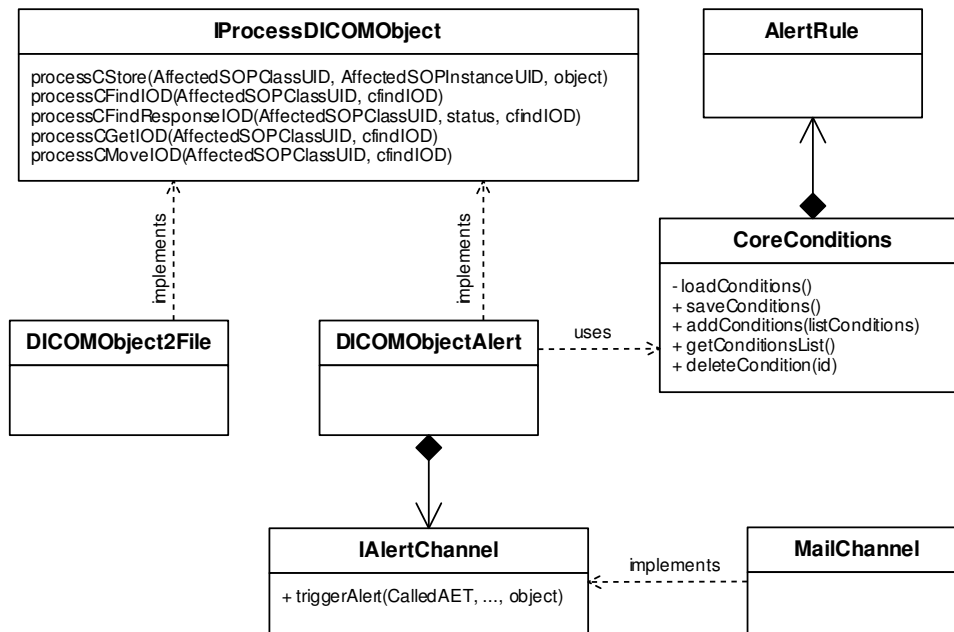 IProcessDICOMObject
processCStore(AffectedSOPClassUID, AffectedSOPInstanceUID, object)
processCFindIOD(AffectedSOPClassUID, cfindIOD)
processCFindResponseIOD(AffectedSOPClassUID, status, cfindIOD)
processCGetIOD(AffectedSOPClassUID, cfindIOD)
processCMoveIOD(AffectedSOPClassUID, cfindIOD)
AlertRule
implements
implements
CoreConditions
- loadConditions()
+ saveConditions()
+ addConditions(listConditions)
+ getConditionsList()
+ deleteCondition(id)
DICOMObject2File
DICOMObjectAlert
uses
IAlertChannel
+ triggerAlert(CalledAET, ..., object)
implements
MailChannel